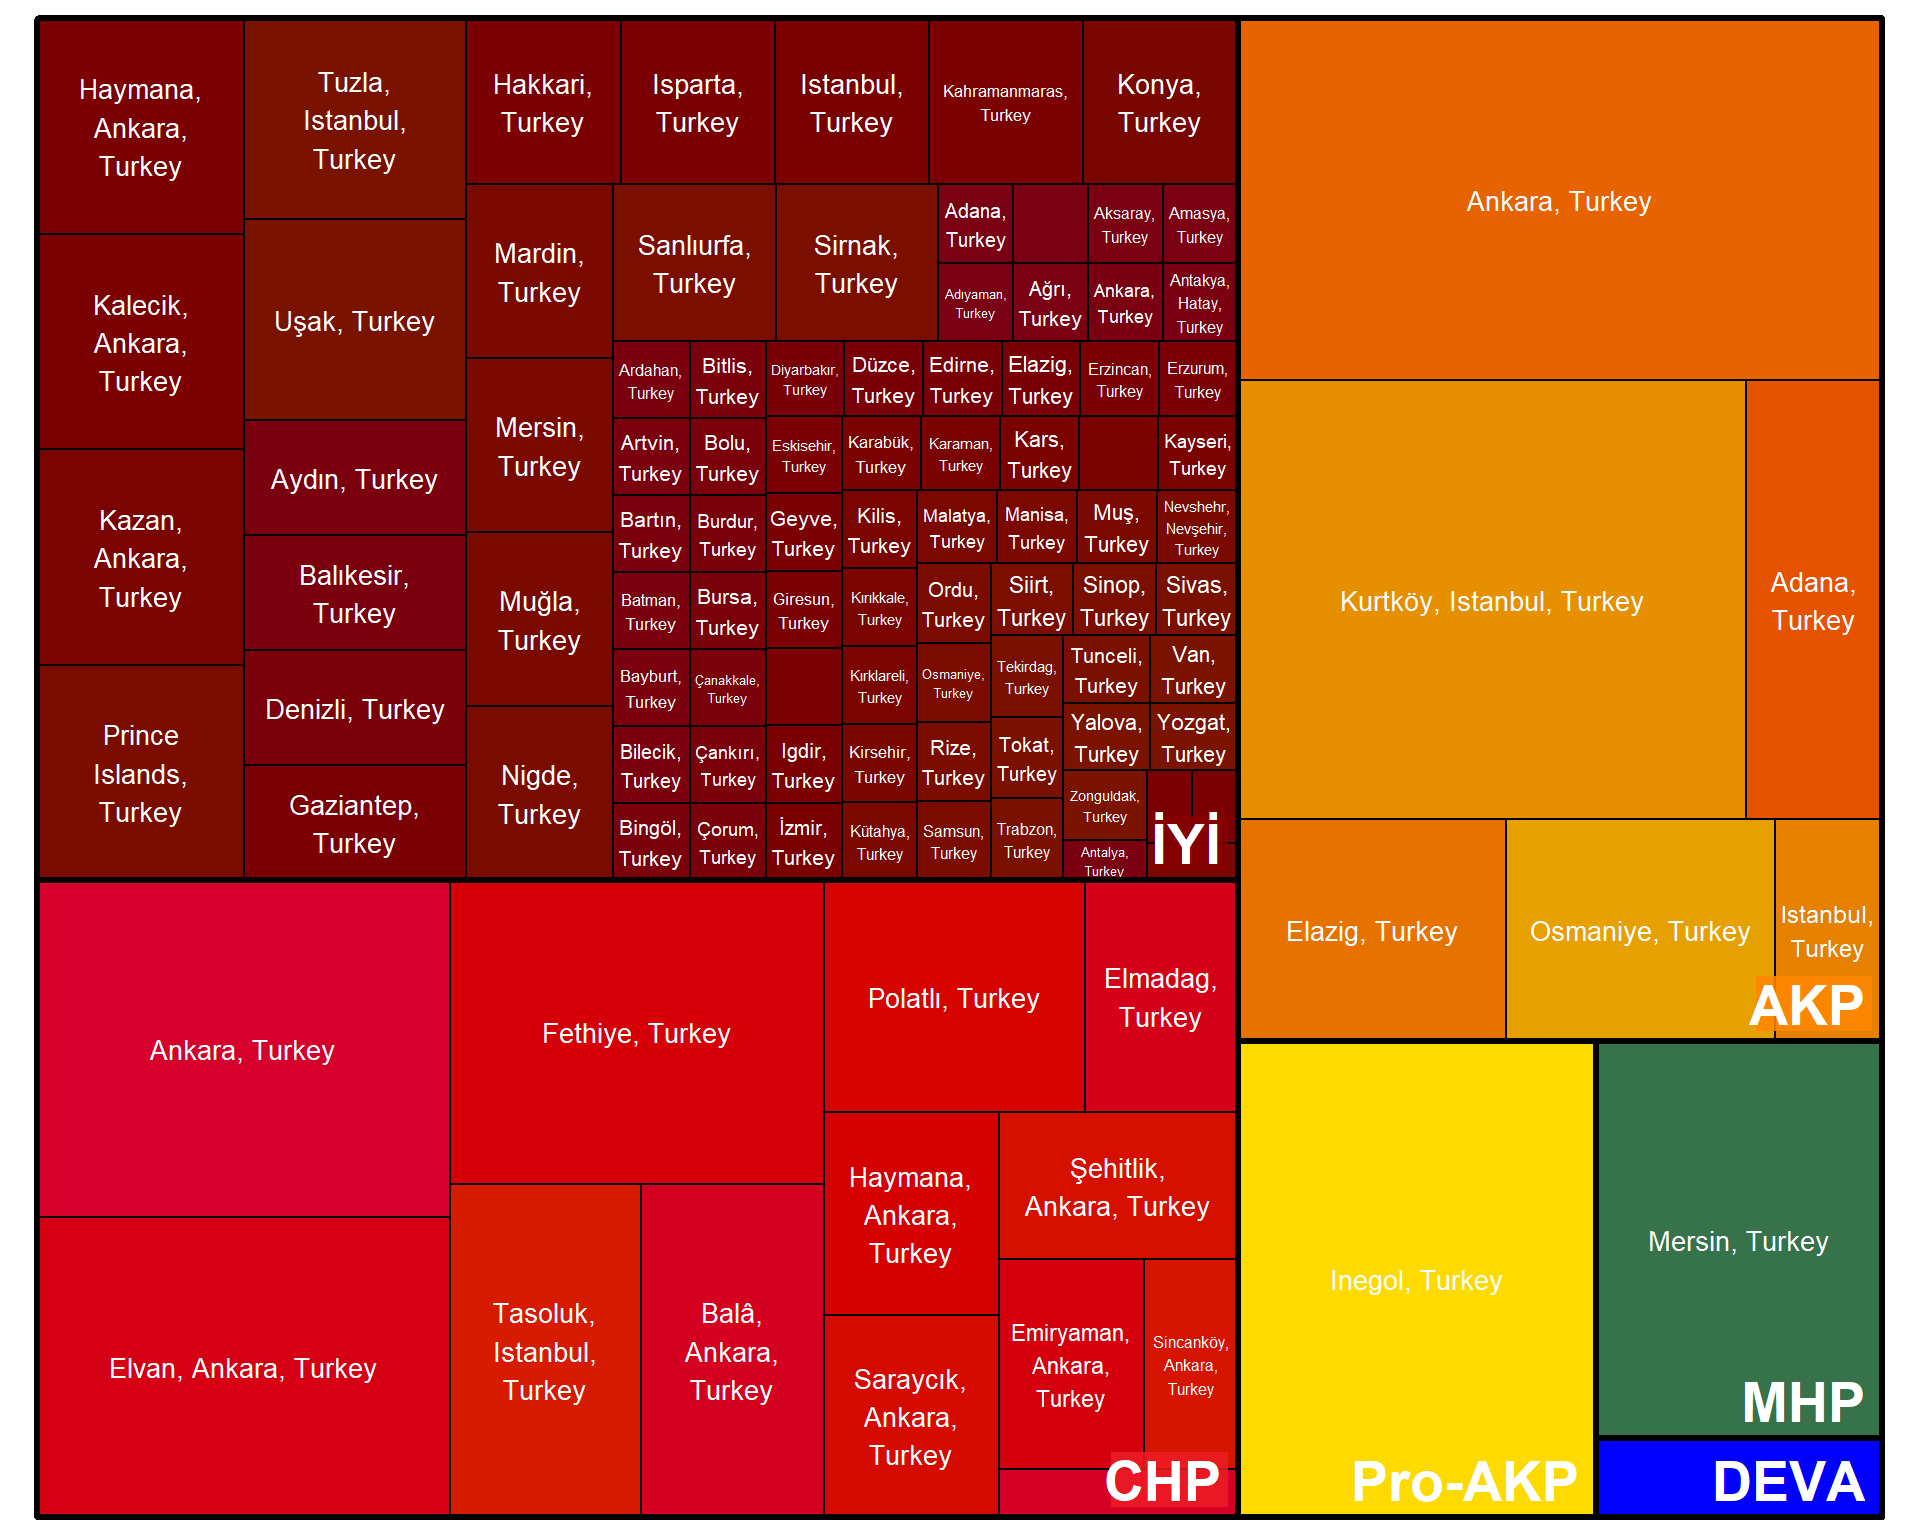 Haymana,
Ankara,
Turkey
Kalecik,
Ankara,
Turkey
Kazan,
Ankara,
Turkey
Prince
Islands,
Turkey
Tuzla,
Istanbul,
Turkey
Uşak, Turkey
Aydın, Turkey
Balıkesir,
Turkey
Denizli, Turkey
Gaziantep,
Turkey
Hakkari,
Turkey
Isparta,
Turkey
Istanbul,
Turkey
Kahramanmaras,
Turkey
Konya,
Turkey
Mardin,
Turkey
Mersin,
Turkey
Muğla,
Turkey
Nigde,
Turkey
Sanlıurfa,
Turkey
Sirnak,
Turkey
Adana,
Turkey
Aksaray,
Turkey
Amasya,
Turkey
Adıyaman,
Turkey
Ağrı,
Turkey
Ankara,
Turkey
Antakya,
Hatay,
Turkey
Ardahan,
Turkey
Bitlis,
Turkey
Diyarbakır,
Turkey
Düzce,
Turkey
Edirne,
Turkey
Elazig,
Turkey
Erzincan,
Turkey
Erzurum,
Turkey
Artvin,
Turkey
Bolu,
Turkey
Eskisehir,
Turkey
Karabük,
Turkey
Karaman,
Turkey
Kars,
Turkey
Kayseri,
Turkey
Bartın,
Turkey
Burdur,
Turkey
Geyve,
Turkey
Kilis,
Turkey
Malatya,
Turkey
Manisa,
Turkey
Muş,
Turkey
Nevshehr,
Nevşehir,
Turkey
Batman,
Turkey
Bursa,
Turkey
Giresun,
Turkey
Kırıkkale,
Turkey
Ordu,
Turkey
Siirt,
Turkey
Sinop,
Turkey
Sivas,
Turkey
Bayburt,
Turkey
Çanakkale,
Turkey
Kırklareli,
Turkey
Osmaniye,
Turkey
Tekirdag,
Turkey
Tunceli,
Turkey
Van,
Turkey
Bilecik,
Turkey
Çankırı,
Turkey
Igdir,
Turkey
Kirsehir,
Turkey
Rize,
Turkey
Tokat,
Turkey
Yalova,
Turkey
Yozgat,
Turkey
Bingöl,
Turkey
Çorum,
Turkey
İzmir,
Turkey
Kütahya,
Turkey
Samsun,
Turkey
Trabzon,
Turkey
Zonguldak,
Turkey
Antalya,
Turkey
İYİ
Ankara, Turkey
Kurtköy, Istanbul, Turkey
Adana,
Turkey
Elazig, Turkey
Osmaniye, Turkey
Istanbul,
Turkey
AKP
Ankara, Turkey
Elvan, Ankara, Turkey
Fethiye, Turkey
Tasoluk,
Istanbul,
Turkey
Balâ,
Ankara,
Turkey
Polatlı, Turkey
Elmadag,
Turkey
Haymana,
Ankara,
Turkey
Şehitlik,
Ankara, Turkey
Saraycık,
Ankara,
Turkey
Emiryaman,
Ankara,
Turkey
Sincanköy,
Ankara,
Turkey
CHP
Inegol, Turkey
Pro-AKP
Mersin, Turkey
MHP
DEVA